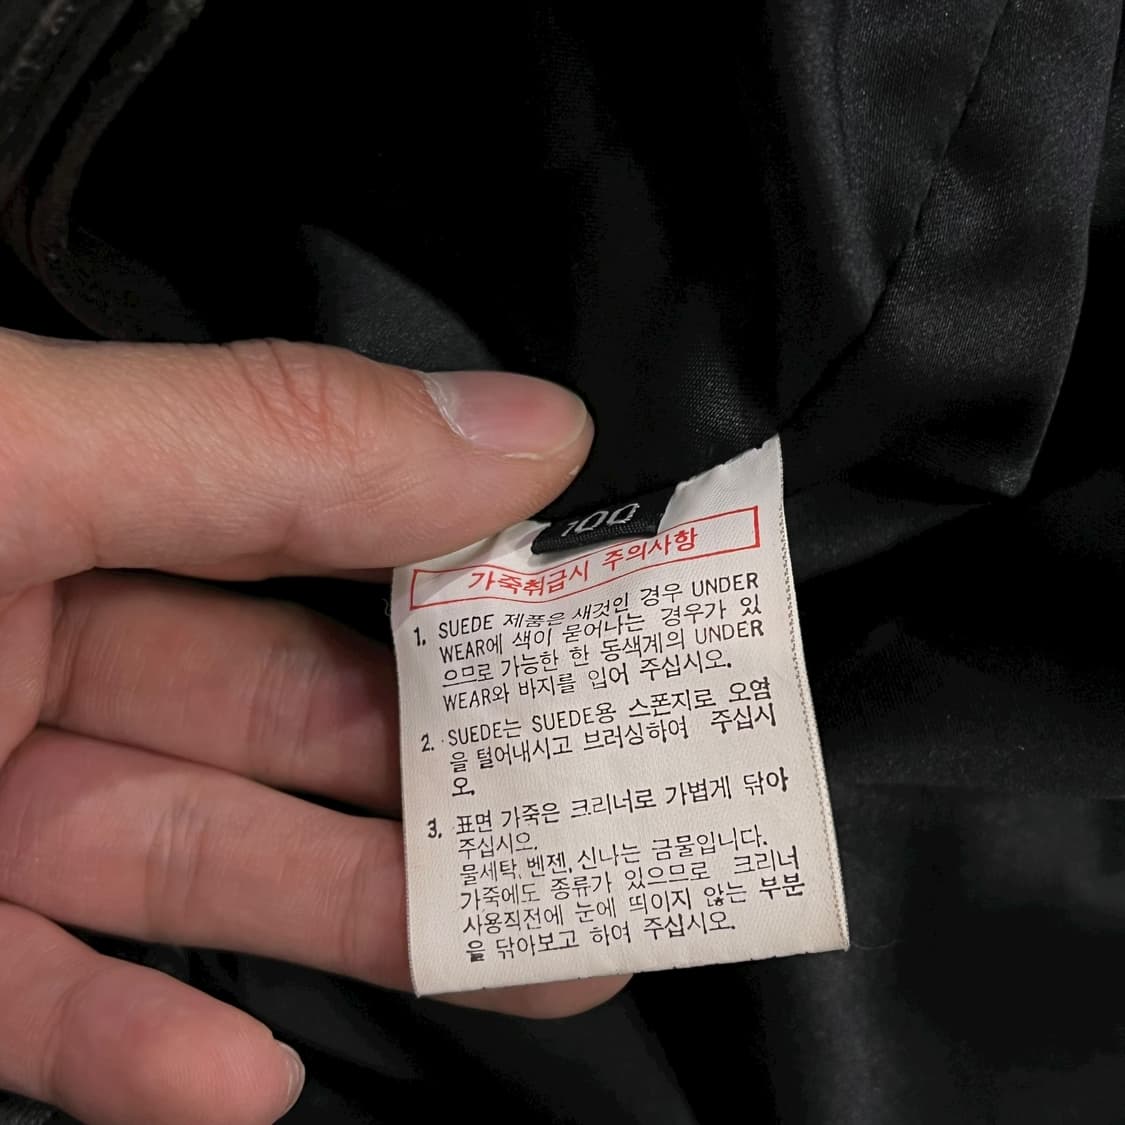 100
가죽취급시 주의사항
1. SUEDE 제품은 새것인 경우 UNDER
WEAR에 색이 묻어나는 경우가 있
으므로 가능한 한 동색계의 UNDER
WEAR와 바지를 입어 주십시오.
2. SUEDE는 SUEDE용 스폰지로 오염
을 털어내시고 브러싱하여 주십시
오.
3. 표면 가죽은 크리너로 가볍게 닦아
주십시오.
물세탁, 벤젠, 신나는 금물입니다.
가죽에도 종류가 있으므로 크리너
사용직전에 눈에 띄이지 않는 부분
을 닦아보고 하여 주십시오.